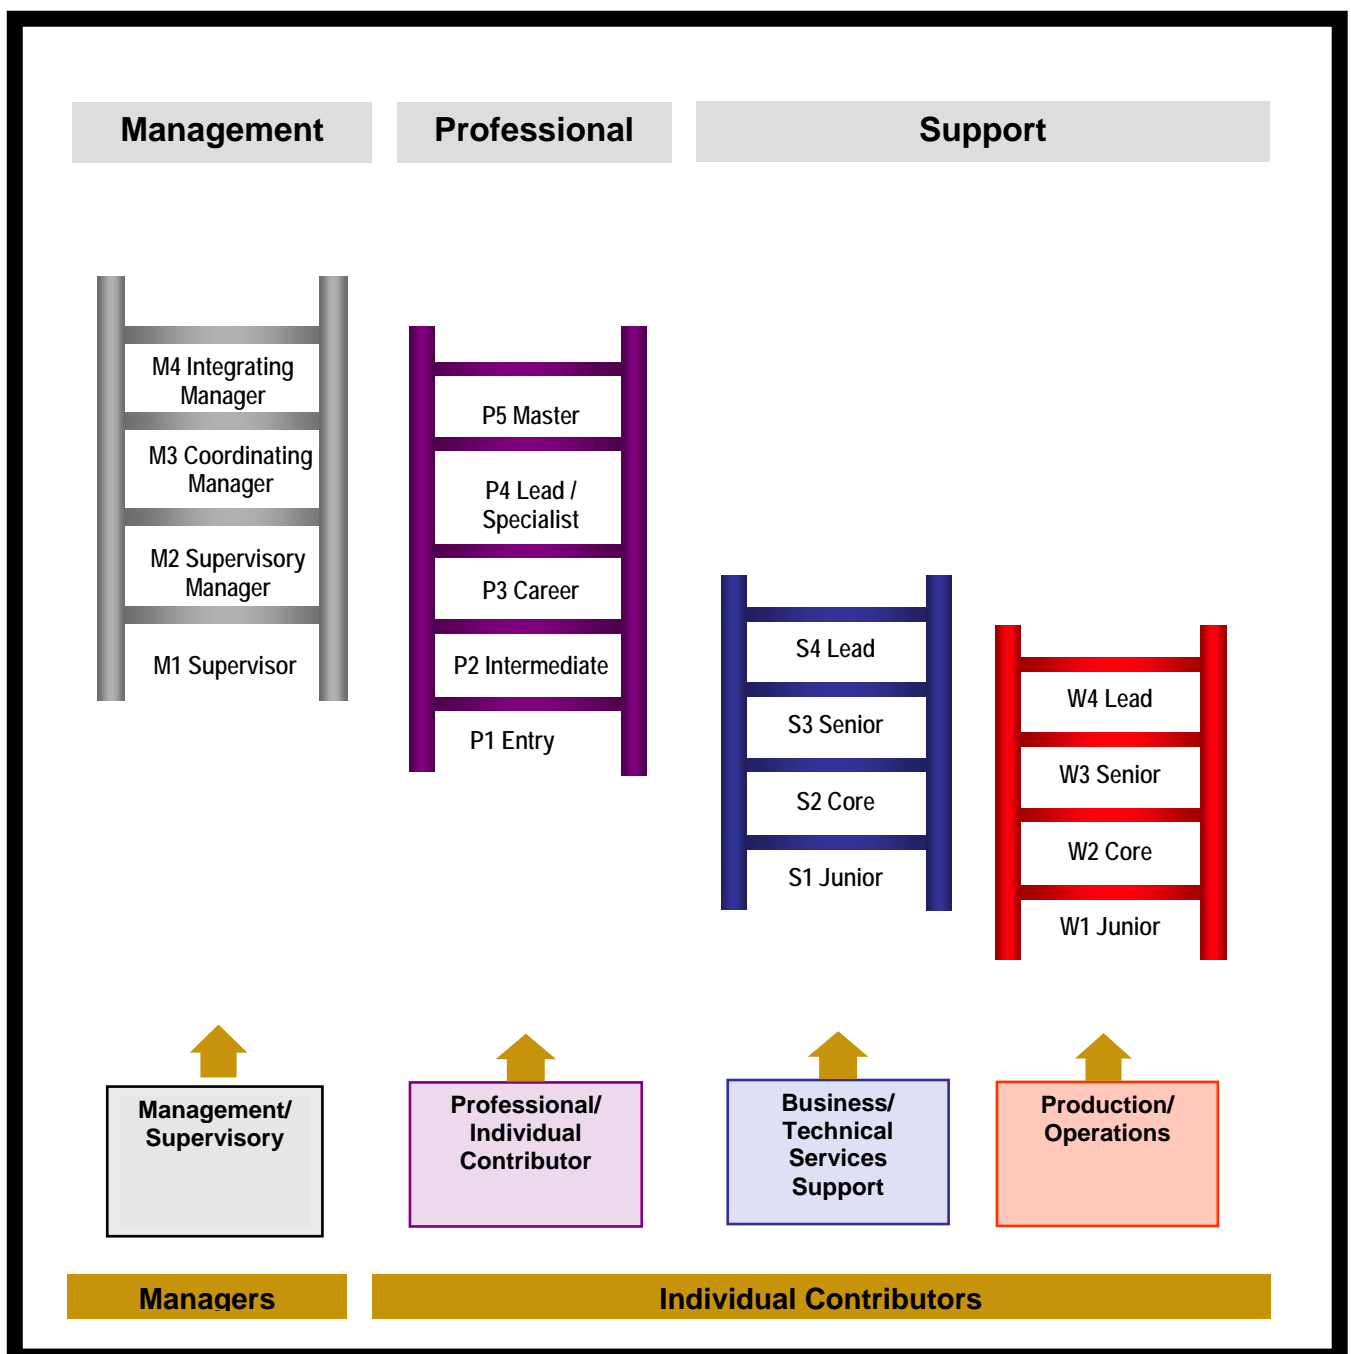 Management
Professional
Support
M4 Integrating
Manager
M3 Coordinating
Manager
M2 Supervisory
Manager
M1 Supervisor
P5 Master
P4 Lead /
Specialist
P3 Career
P2 Intermediate
P1 Entry
S4 Lead
S3 Senior
S2 Core
S1 Junior
W4 Lead
W3 Senior
W2 Core
W1 Junior
Management/
Supervisory
Professional/
Individual
Contributor
Business/
Technical
Services
Support
Production/
Operations
Managers
Individual Contributors